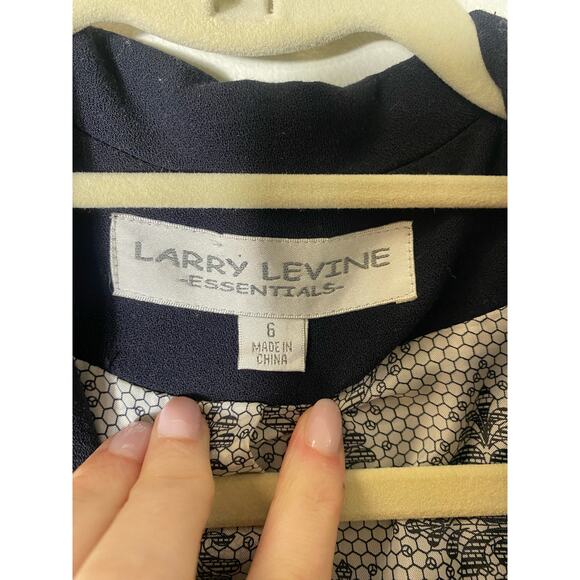 LARRY LEVINE
-ESSENTIALS-
6
MADE IN
CHINA